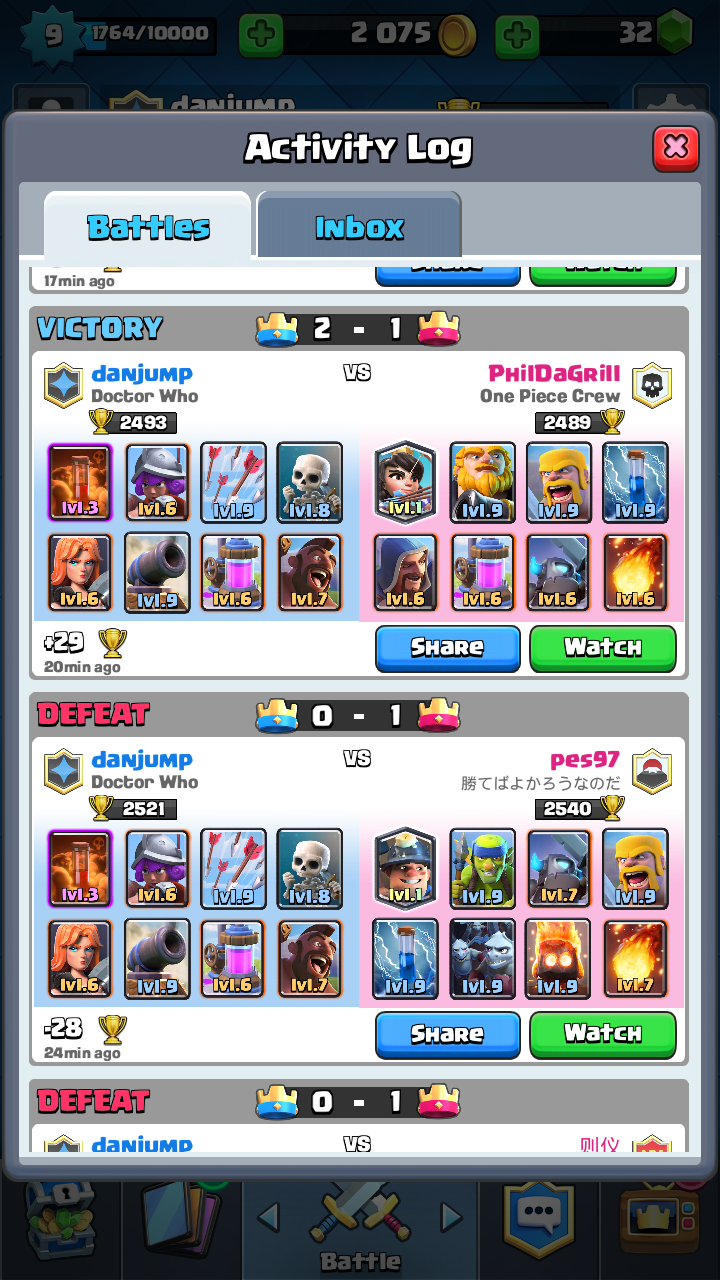 9 1764/10000 2 075 32
danjump
Activity Log
Battles Inbox
17min ago
VICTORY 2 - 1
danjump vs PhilDaGrill
Doctor Who One Piece Crew
2493 2489
lvl.3 lvl.6 lvl.9 lvl.8 lvl.1 lvl.9 lvl.9 lvl.9
lvl.6 lvl.9 lvl.6 lvl.7 lvl.6 lvl.6 lvl.6 lvl.6
+29 Share Watch
20min ago
DEFEAT 0 - 1
danjump vs pes97
Doctor Who 勝てばよかろうなのだ
2521 2540
lvl.3 lvl.6 lvl.9 lvl.8 lvl.1 lvl.9 lvl.7 lvl.9
lvl.6 lvl.9 lvl.6 lvl.7 lvl.9 lvl.9 lvl.9 lvl.7
-28 Share Watch
24min ago
DEFEAT 0 - 1
danjump vs 则仪
Battle